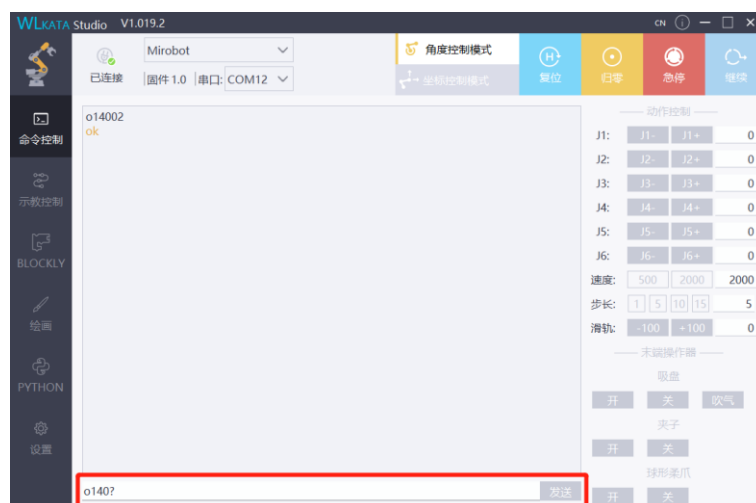 WLKATA Studio V1.019.2
CN
已连接
Mirobot
固件1.0 串口: COM12
角度控制模式
坐标控制模式
复位
归零
急停
继续
命令控制
示教控制
BLOCKLY
绘画
PYTHON
设置
o14002
ok
o140?
发送
动作控制
J1: J1- J1+ 0
J2: J2- J2+ 0
J3: J3- J3+ 0
J4: J4- J4+ 0
J5: J5- J5+ 0
J6: J6- J6+ 0
速度: 500 2000 2000
步长: 1 5 10 15 5
滑轨: -100 +100 0
末端操作器
吸盘
开 关 吹气
夹子
开 关
球形柔爪
开 关